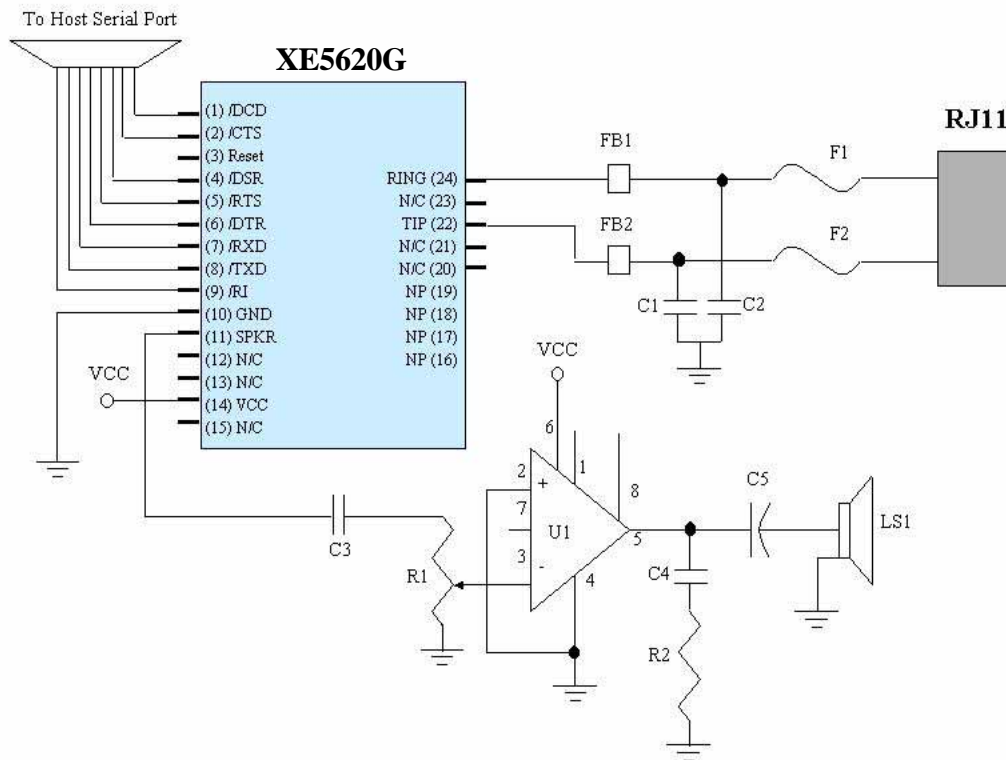 To Host Serial Port
XE5620G
(1) /DCD
(2) /CTS
(3) Reset
(4) /DSR
(5) /RTS
(6) /DTR
(7) /RXD
(8) /TXD
(9) /RI
(10) GND
(11) SPKR
(12) N/C
(13) N/C
(14) VCC
(15) N/C
RING (24)
N/C (23)
TIP (22)
N/C (21)
N/C (20)
NP (19)
NP (18)
NP (17)
NP (16)
FB1
FB2
F1
F2
RJ11
C1
C2
VCC
VCC
6
1
8
2
+
7
U1
5
3
-
4
C3
R1
C5
LS1
C4
R2